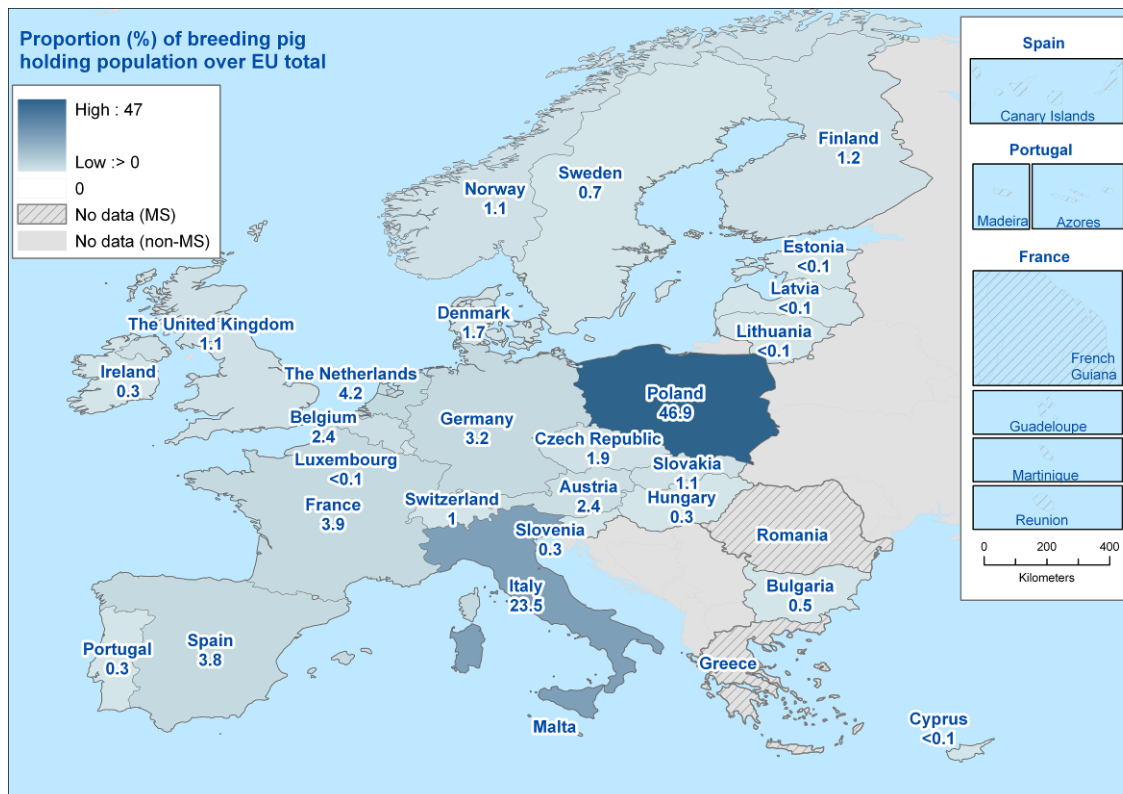 Proportion (%) of breeding pig
holding population over EU total
High : 47
Low :> 0
0
No data (MS)
No data (non-MS)
Finland
1.2
Sweden
0.7
Norway
1.1
Estonia
<0.1
Latvia
<0.1
Lithuania
<0.1
Denmark
1.7
The United Kingdom
1.1
Ireland
0.3
The Netherlands
4.2
Belgium
2.4
Luxembourg
<0.1
Germany
3.2
Poland
46.9
Czech Republic
1.9
Slovakia
1.1
Austria
2.4
Hungary
0.3
France
3.9
Switzerland
1
Slovenia
0.3
Romania
Bulgaria
0.5
Italy
23.5
Portugal
0.3
Spain
3.8
Greece
Malta
Cyprus
<0.1
Spain
Canary Islands
Portugal
Madeira
Azores
France
French
Guiana
Guadeloupe
Martinique
Reunion
0 200 400
Kilometers